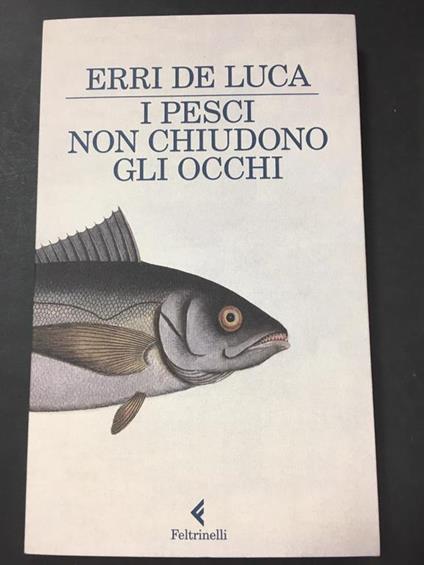 ERRI DE LUCA
I PESCI
NON CHIUDONO
GLI OCCHI
Feltrinelli